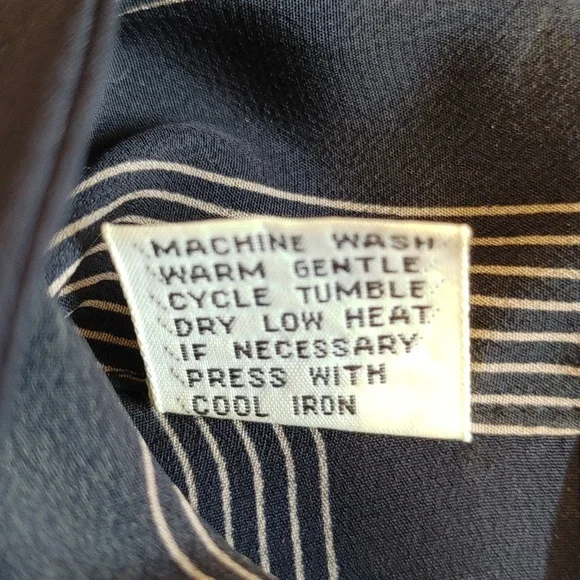 MACHINE WASH
WARM GENTLE
CYCLE TUMBLE
DRY LOW HEAT
IF NECESSARY
PRESS WITH
COOL IRON